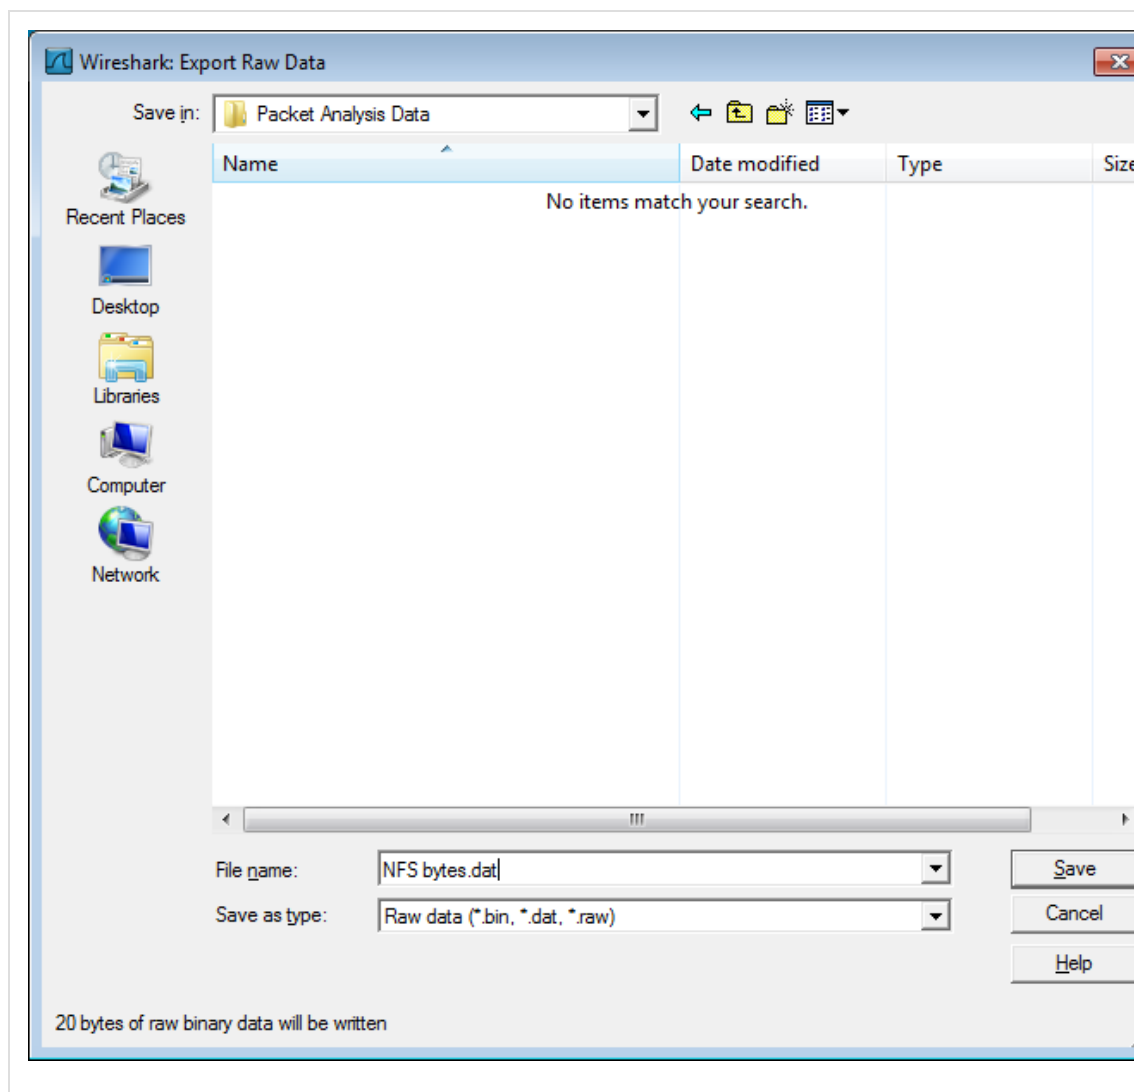 Wireshark: Export Raw Data
Save in: Packet Analysis Data
Name Date modified Type Size
No items match your search.
Recent Places
Desktop
Libraries
Computer
Network
File name: NFS bytes.dat Save
Save as type: Raw data (*.bin, *.dat, *.raw) Cancel
Help
20 bytes of raw binary data will be written